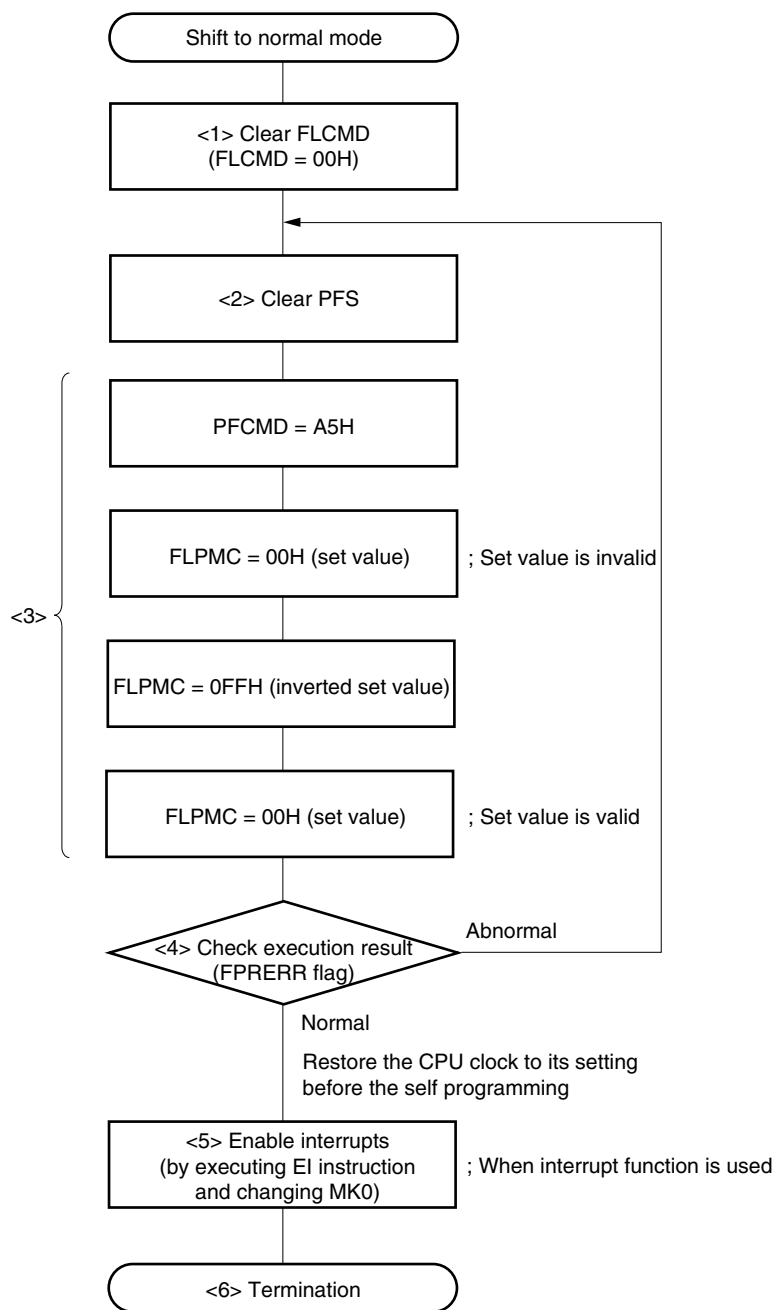 Shift to normal mode
<1> Clear FLCMD
(FLCMD = 00H)
<2> Clear PFS
<3>
PFCMD = A5H
FLPMC = 00H (set value)
; Set value is invalid
FLPMC = 0FFH (inverted set value)
FLPMC = 00H (set value)
; Set value is valid
<4> Check execution result
(FPRERR flag)
Abnormal
Normal
Restore the CPU clock to its setting
before the self programming
<5> Enable interrupts
(by executing EI instruction
and changing MK0)
; When interrupt function is used
<6> Termination